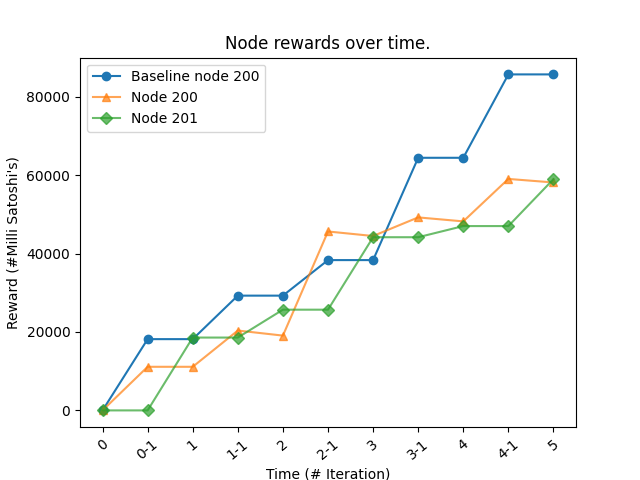 Node rewards over time.
Baseline node 200
Node 200
Node 201
Reward (#Milli Satoshi's)
80000
60000
40000
20000
0
0 0-1 1 1-1 2 2-1 3 3-1 4 4-1 5
Time (# Iteration)